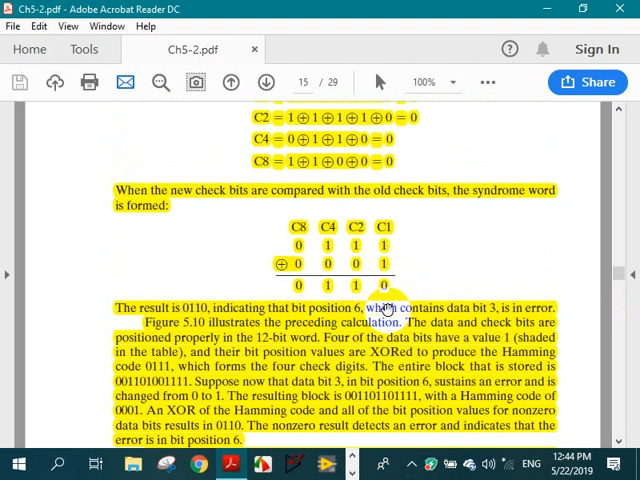 Ch5-2.pdf - Adobe Acrobat Reader DC
File Edit View Window Help
Home Tools Ch5-2.pdf × ? Sign In
15 / 29 100% Share
C2 = 1 ⊕ 1 ⊕ 1 ⊕ 1 ⊕ 0 = 0
C4 = 0 ⊕ 1 ⊕ 1 ⊕ 0 = 0
C8 = 1 ⊕ 1 ⊕ 0 ⊕ 0 = 0
When the new check bits are compared with the old check bits, the syndrome word
is formed:
C8 C4 C2 C1
0 1 1 1
⊕ 0 0 0 1
0 1 1 0
The result is 0110, indicating that bit position 6, which contains data bit 3, is in error.
Figure 5.10 illustrates the preceding calculation. The data and check bits are
positioned properly in the 12-bit word. Four of the data bits have a value 1 (shaded
in the table), and their bit position values are XORed to produce the Hamming
code 0111, which forms the four check digits. The entire block that is stored is
001101001111. Suppose now that data bit 3, in bit position 6, sustains an error and is
changed from 0 to 1. The resulting block is 001101101111, with a Hamming code of
0001. An XOR of the Hamming code and all of the bit position values for nonzero
data bits results in 0110. The nonzero result detects an error and indicates that the
error is in bit position 6.
ENG
12:44 PM
5/22/2019